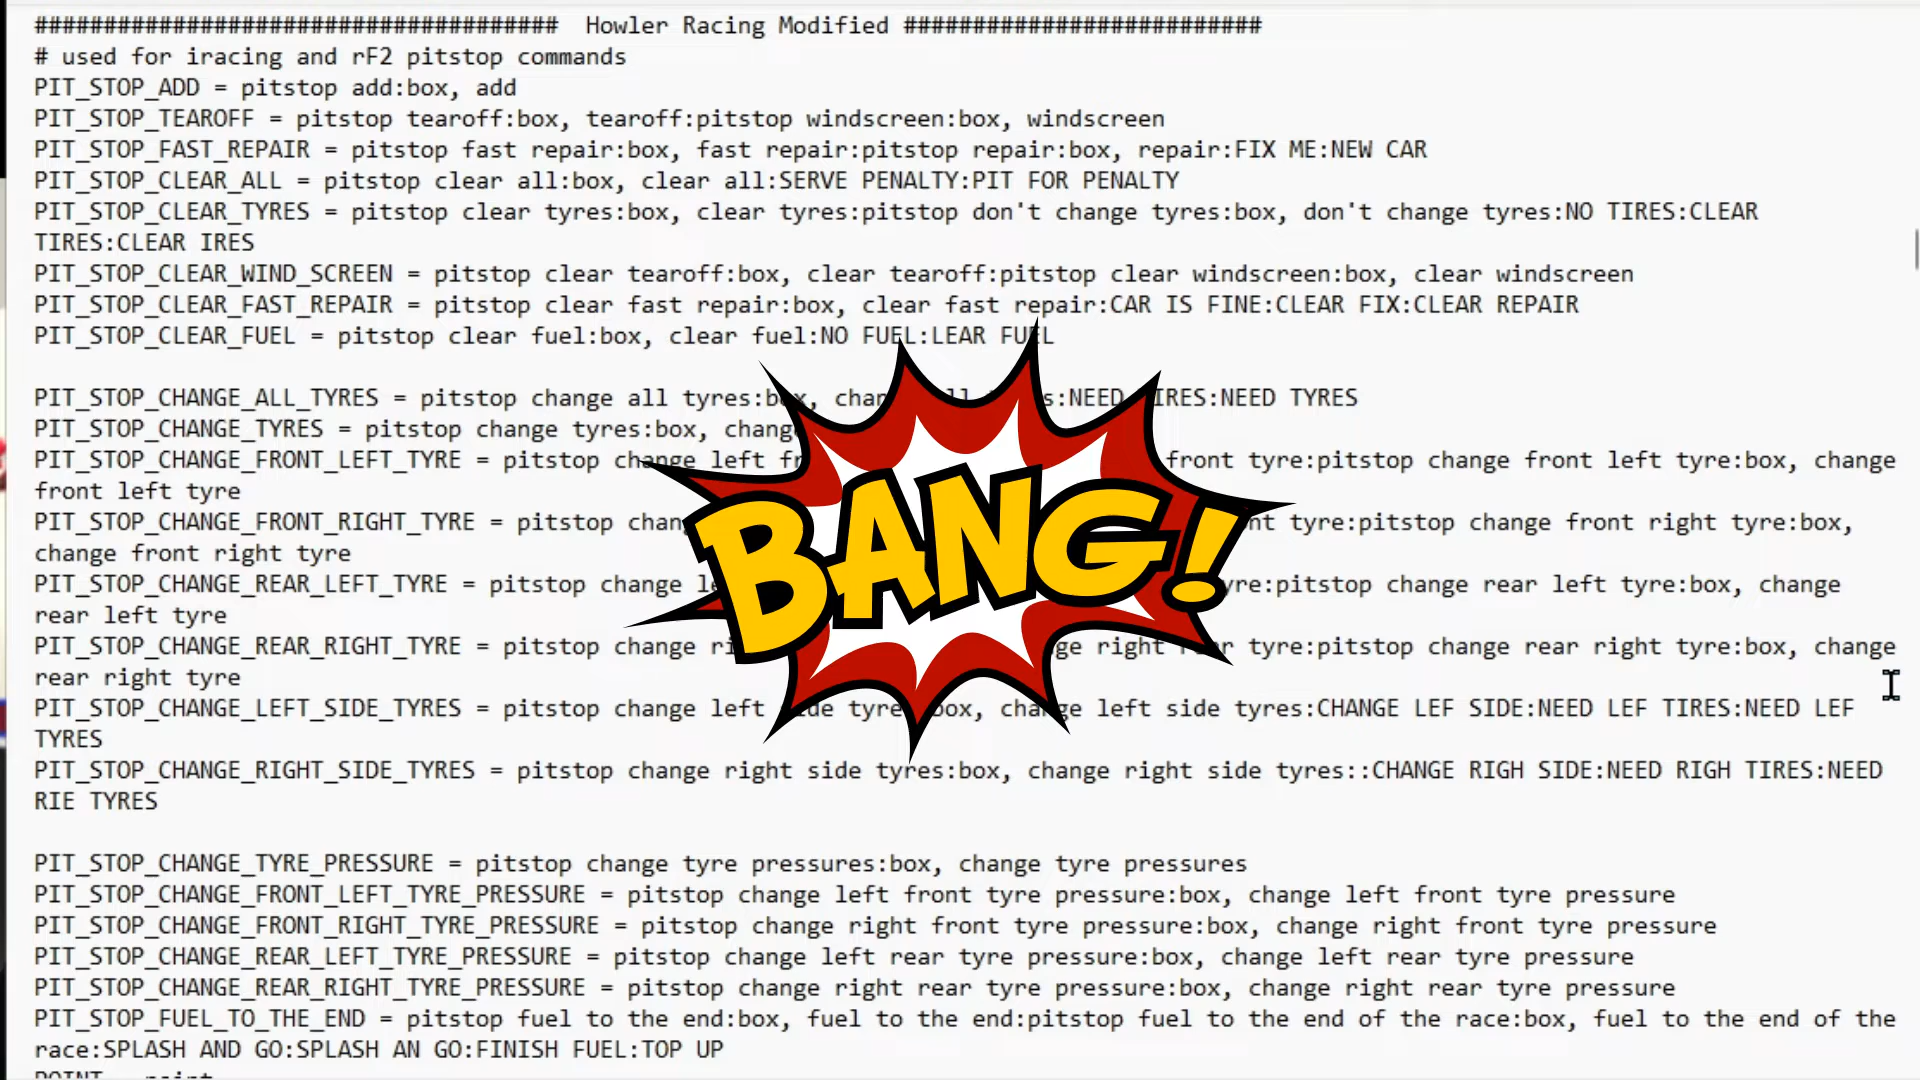 ###################################### Howler Racing Modified ##########################
# used for iracing and rF2 pitstop commands
PIT_STOP_ADD = pitstop add:box, add
PIT_STOP_TEAROFF = pitstop tearoff:box, tearoff:pitstop windscreen:box, windscreen
PIT_STOP_FAST_REPAIR = pitstop fast repair:box, fast repair:pitstop repair:box, repair:FIX ME:NEW CAR
PIT_STOP_CLEAR_ALL = pitstop clear all:box, clear all:SERVE PENALTY:PIT FOR PENALTY
PIT_STOP_CLEAR_TYRES = pitstop clear tyres:box, clear tyres:pitstop don't change tyres:box, don't change tyres:NO TIRES:CLEAR
TIRES:CLEAR IRES
PIT_STOP_CLEAR_WIND_SCREEN = pitstop clear tearoff:box, clear tearoff:pitstop clear windscreen:box, clear windscreen
PIT_STOP_CLEAR_FAST_REPAIR = pitstop clear fast repair:box, clear fast repair:CAR IS FINE:CLEAR FIX:CLEAR REPAIR
PIT_STOP_CLEAR_FUEL = pitstop clear fuel:box, clear fuel:NO FUEL:LEAR FUEL
PIT_STOP_CHANGE_ALL_TYRES = pitstop change all tyres:box, :NEED TIRES:NEED TYRES
PIT_STOP_CHANGE_TYRES = pitstop change tyres:box, change
PIT_STOP_CHANGE_FRONT_LEFT_TYRE = pitstop change left front tyre:pitstop change front left tyre:box, change
front left tyre
PIT_STOP_CHANGE_FRONT_RIGHT_TYRE = pitstop tyre:pitstop change front right tyre:box,
change front right tyre
PIT_STOP_CHANGE_REAR_LEFT_TYRE = pitstop change tyre:pitstop change rear left tyre:box, change
rear left tyre
PIT_STOP_CHANGE_REAR_RIGHT_TYRE = pitstop change right rear tyre:pitstop change rear right tyre:box, change
rear right tyre
PIT_STOP_CHANGE_LEFT_SIDE_TYRES = pitstop change left side tyres:box, change left side tyres:CHANGE LEF SIDE:NEED LEF TIRES:NEED LEF
TYRES
PIT_STOP_CHANGE_RIGHT_SIDE_TYRES = pitstop change right side tyres:box, change right side tyres::CHANGE RIGH SIDE:NEED RIGH TIRES:NEED
RIE TYRES
BANG!
PIT_STOP_CHANGE_TYRE_PRESSURE = pitstop change tyre pressures:box, change tyre pressures
PIT_STOP_CHANGE_FRONT_LEFT_TYRE_PRESSURE = pitstop change left front tyre pressure:box, change left front tyre pressure
PIT_STOP_CHANGE_FRONT_RIGHT_TYRE_PRESSURE = pitstop change right front tyre pressure:box, change right front tyre pressure
PIT_STOP_CHANGE_REAR_LEFT_TYRE_PRESSURE = pitstop change left rear tyre pressure:box, change left rear tyre pressure
PIT_STOP_CHANGE_REAR_RIGHT_TYRE_PRESSURE = pitstop change right rear tyre pressure:box, change right rear tyre pressure
PIT_STOP_FUEL_TO_THE_END = pitstop fuel to the end:box, fuel to the end:pitstop fuel to the end of the race:box, fuel to the end of the
race:SPLASH AND GO:SPLASH AN GO:FINISH FUEL:TOP UP